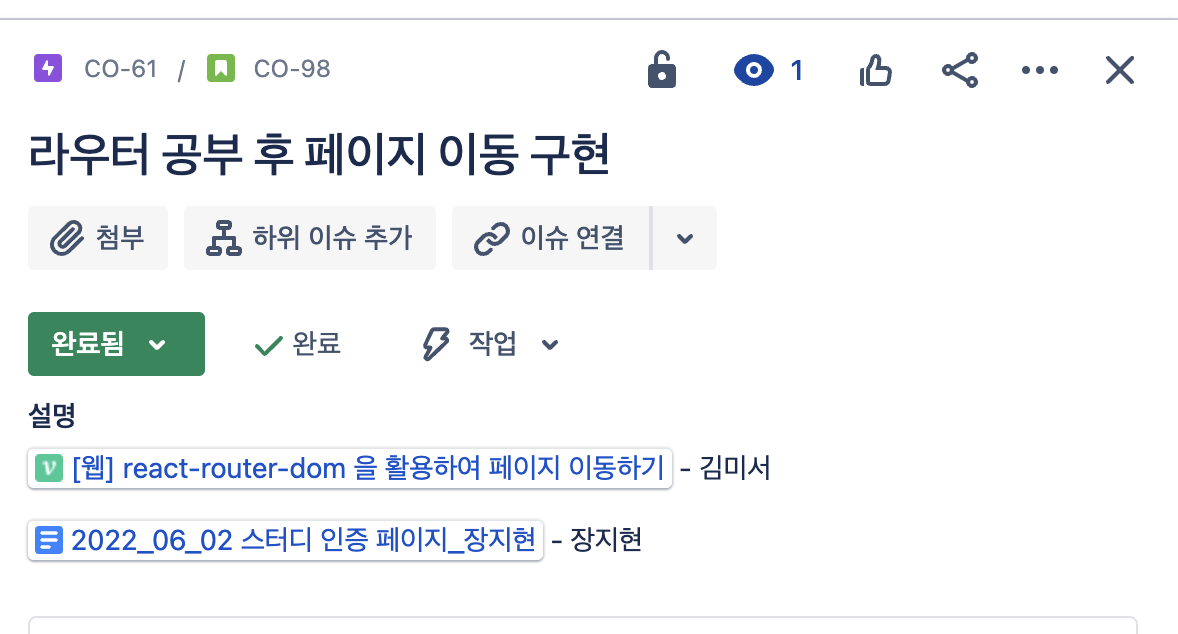 CO-61 / CO-98 1
라우터 공부 후 페이지 이동 구현
첨부 하위 이슈 추가 이슈 연결
완료됨 완료 작업
설명
[웹] react-router-dom 을 활용하여 페이지 이동하기 - 김미서
2022_06_02 스터디 인증 페이지_장지현 - 장지현